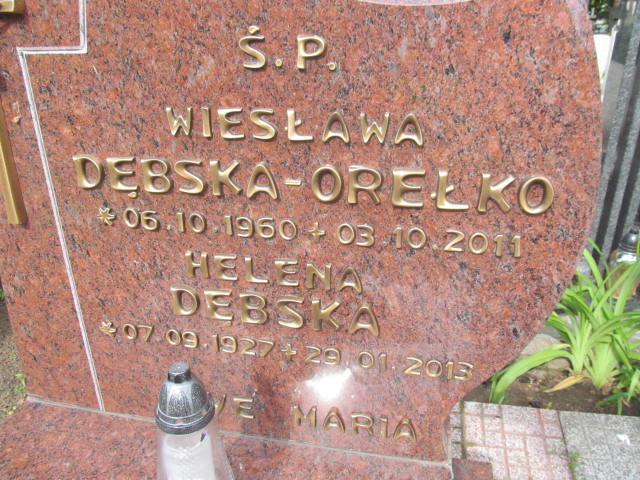 Ś.P.
WIESŁAWA
DĘBSKA-OREŁKO
*06.10.1960 + 03.10.2011
HELENA
DĘBSKA
*07.09.1927 + 29.01.2013
MARIA